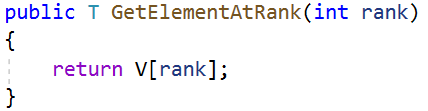 public T GetElementAtRank(int rank)
{
    return V[rank];
}